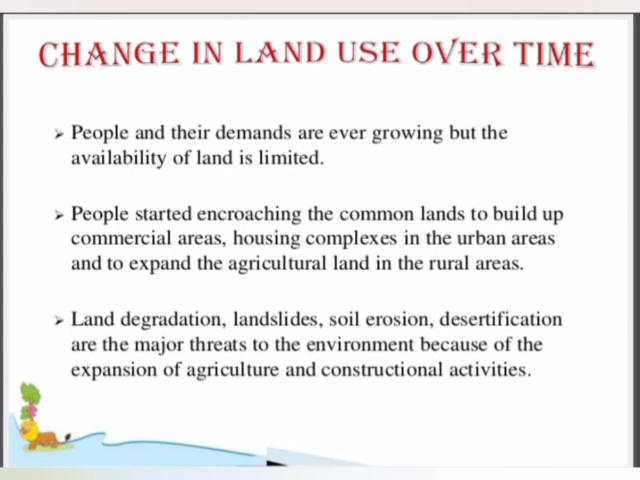 CHANGE IN LAND USE OVER TIME
➢ People and their demands are ever growing but the
availability of land is limited.
➢ People started encroaching the common lands to build up
commercial areas, housing complexes in the urban areas
and to expand the agricultural land in the rural areas.
➢ Land degradation, landslides, soil erosion, desertification
are the major threats to the environment because of the
expansion of agriculture and constructional activities.